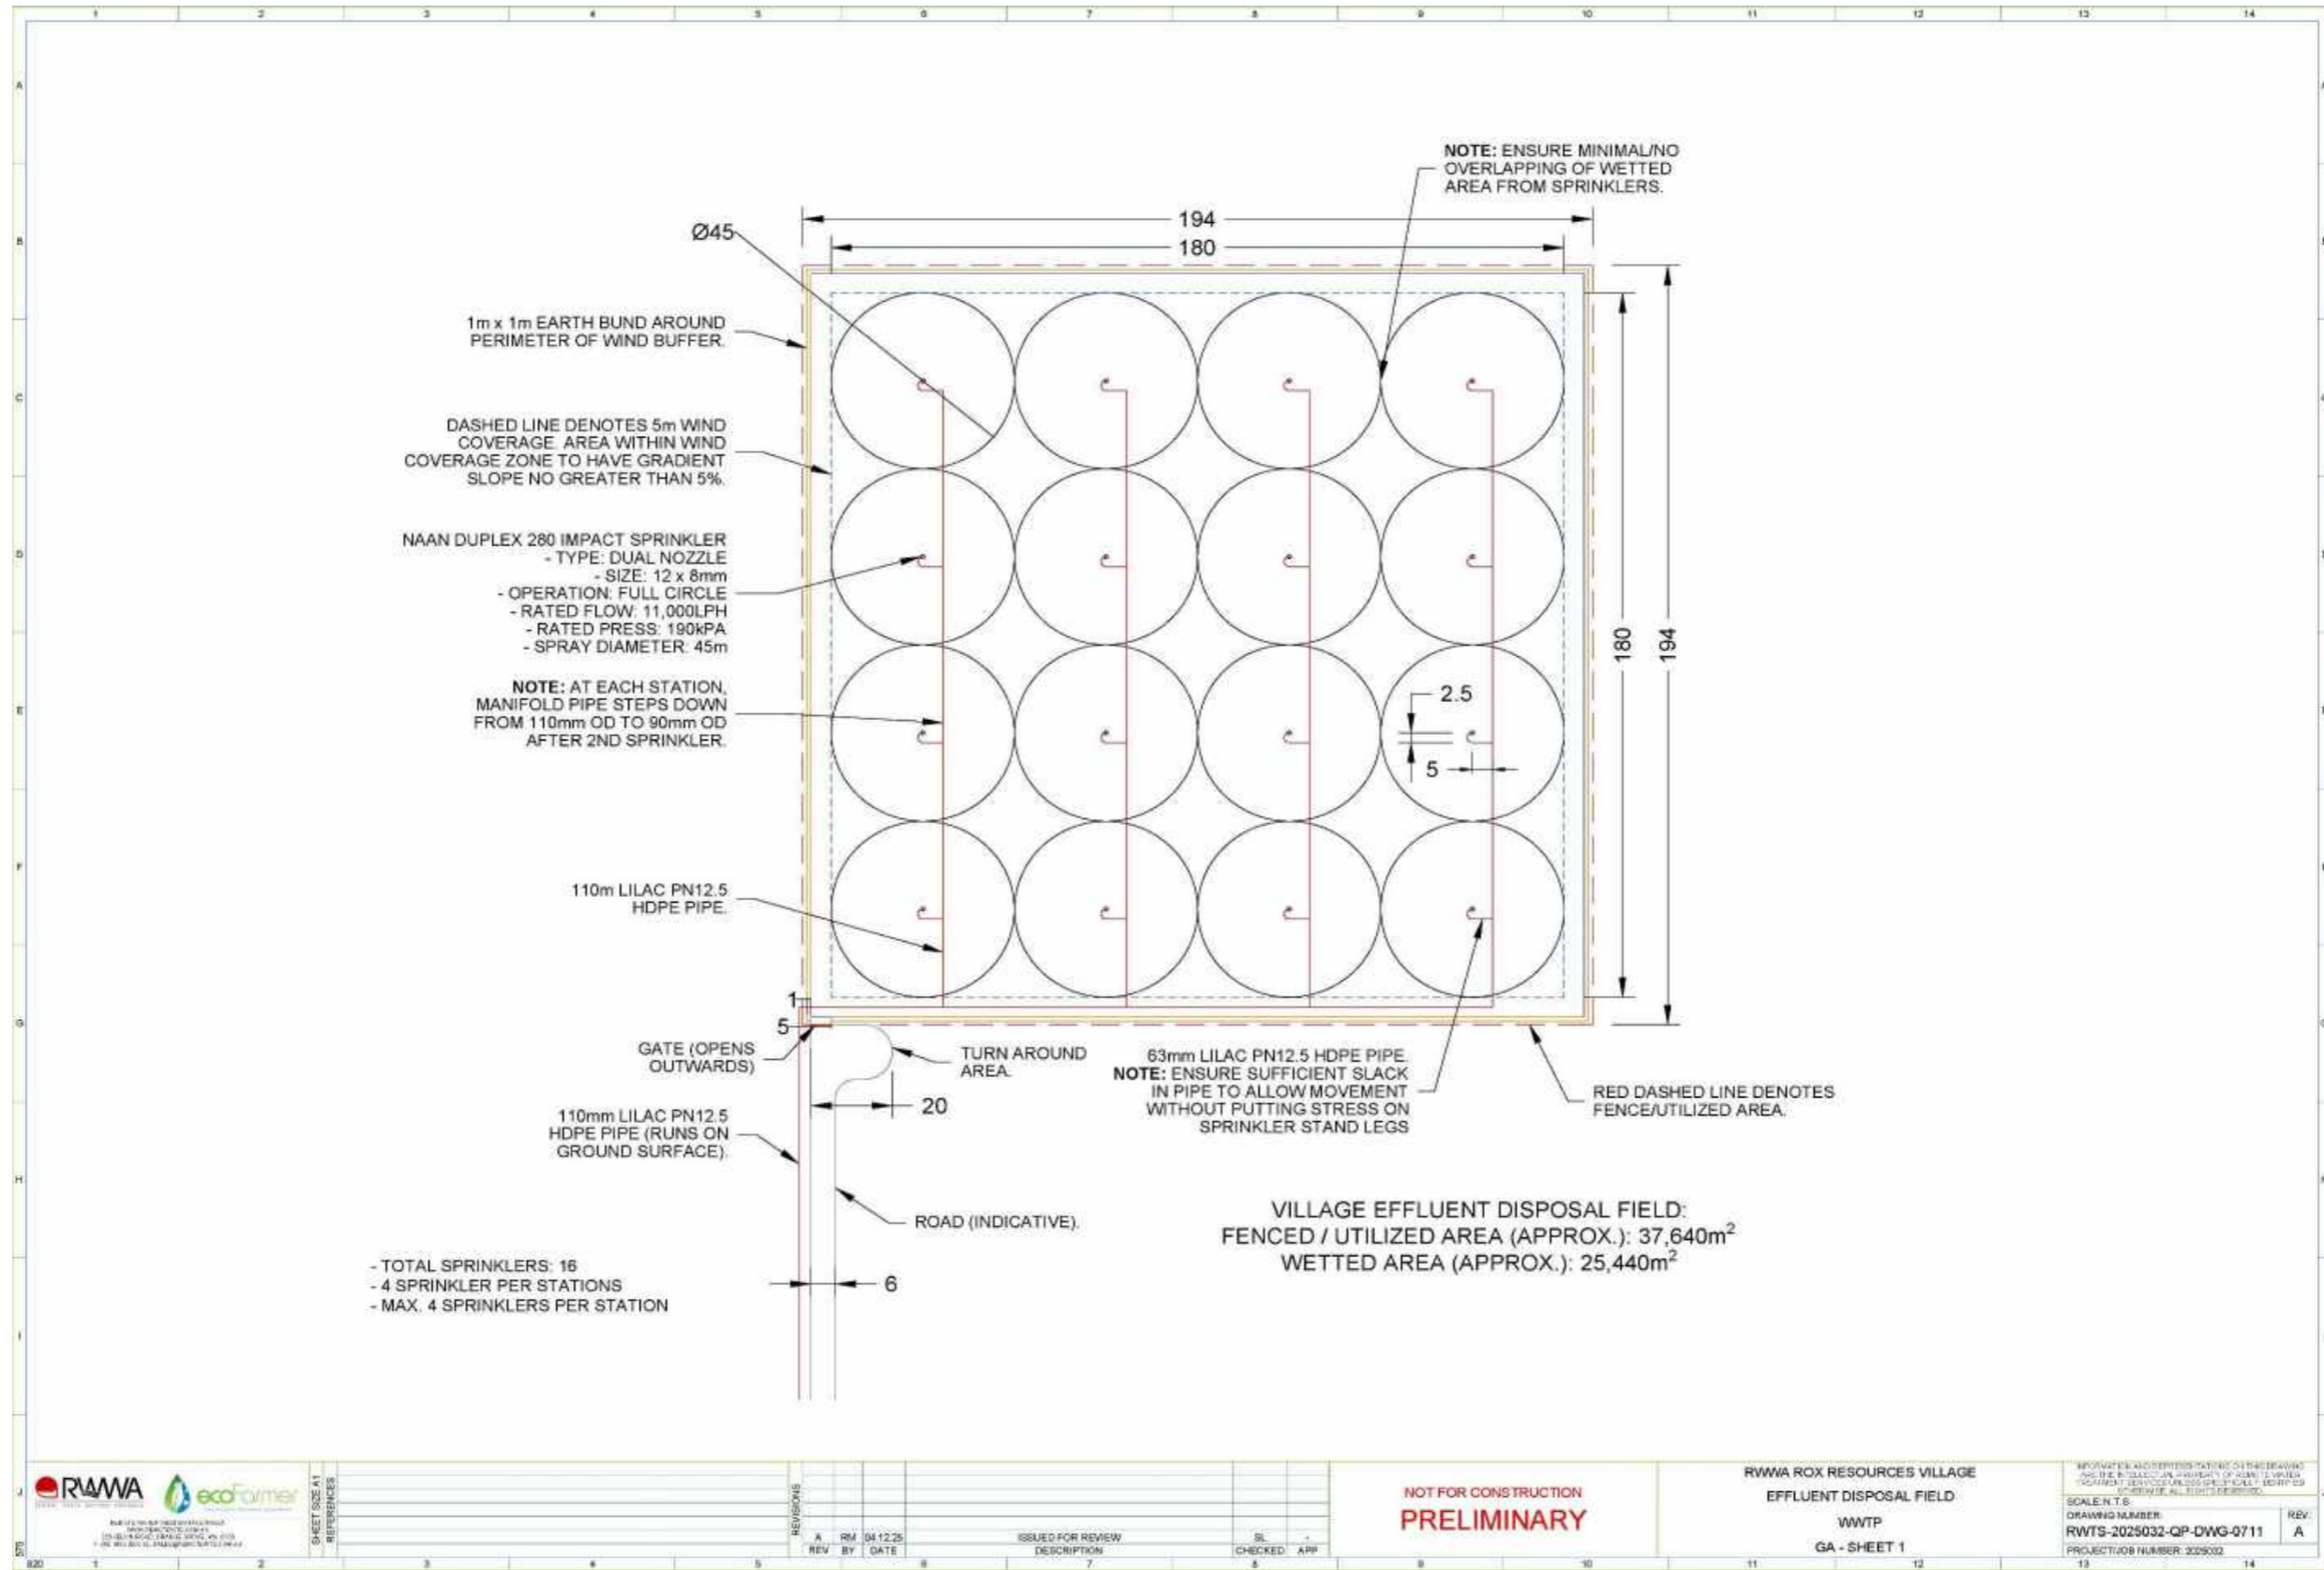 NOTE: ENSURE MINIMAL/NO
OVERLAPPING OF WETTED
AREA FROM SPRINKLERS.
194
180
Ø45
1m x 1m EARTH BUND AROUND
PERIMETER OF WIND BUFFER.
DASHED LINE DENOTES 5m WIND
COVERAGE. AREA WITHIN WIND
COVERAGE ZONE TO HAVE GRADIENT
SLOPE NO GREATER THAN 5%.
NAAN DUPLEX 280 IMPACT SPRINKLER
- TYPE: DUAL NOZZLE
- SIZE: 12 x 8mm
- OPERATION: FULL CIRCLE
- RATED FLOW: 11,000LPH
- RATED PRESS: 190kPA
- SPRAY DIAMETER: 45m
180
194
NOTE: AT EACH STATION,
MANIFOLD PIPE STEPS DOWN
FROM 110mm OD TO 90mm OD
AFTER 2ND SPRINKLER.
2.5
5
110m LILAC PN12.5
HDPE PIPE.
1
5
GATE (OPENS
OUTWARDS)
TURN AROUND
AREA.
20
63mm LILAC PN12.5 HDPE PIPE.
NOTE: ENSURE SUFFICIENT SLACK
IN PIPE TO ALLOW MOVEMENT
WITHOUT PUTTING STRESS ON
SPRINKLER STAND LEGS
RED DASHED LINE DENOTES
FENCE/UTILIZED AREA.
110mm LILAC PN12.5
HDPE PIPE (RUNS ON
GROUND SURFACE).
ROAD (INDICATIVE).
6
VILLAGE EFFLUENT DISPOSAL FIELD:
FENCED / UTILIZED AREA (APPROX.): 37,640m²
WETTED AREA (APPROX.): 25,440m²
- TOTAL SPRINKLERS: 16
- 4 SPRINKLER PER STATIONS
- MAX. 4 SPRINKLERS PER STATION
RWWA
ecoFarmer
SHEET SIZE A1
REFERENCES
REVISIONS
A RM 04.12.25 ISSUED FOR REVIEW SL -
REV BY DATE DESCRIPTION CHECKED APP
NOT FOR CONSTRUCTION
PRELIMINARY
RWWA ROX RESOURCES VILLAGE
EFFLUENT DISPOSAL FIELD
WWTP
GA - SHEET 1
SCALE: N.T.S
DRAWING NUMBER:
RWTS-2025032-QP-DWG-0711
REV:
A
PROJECT/JOB NUMBER: 2025032